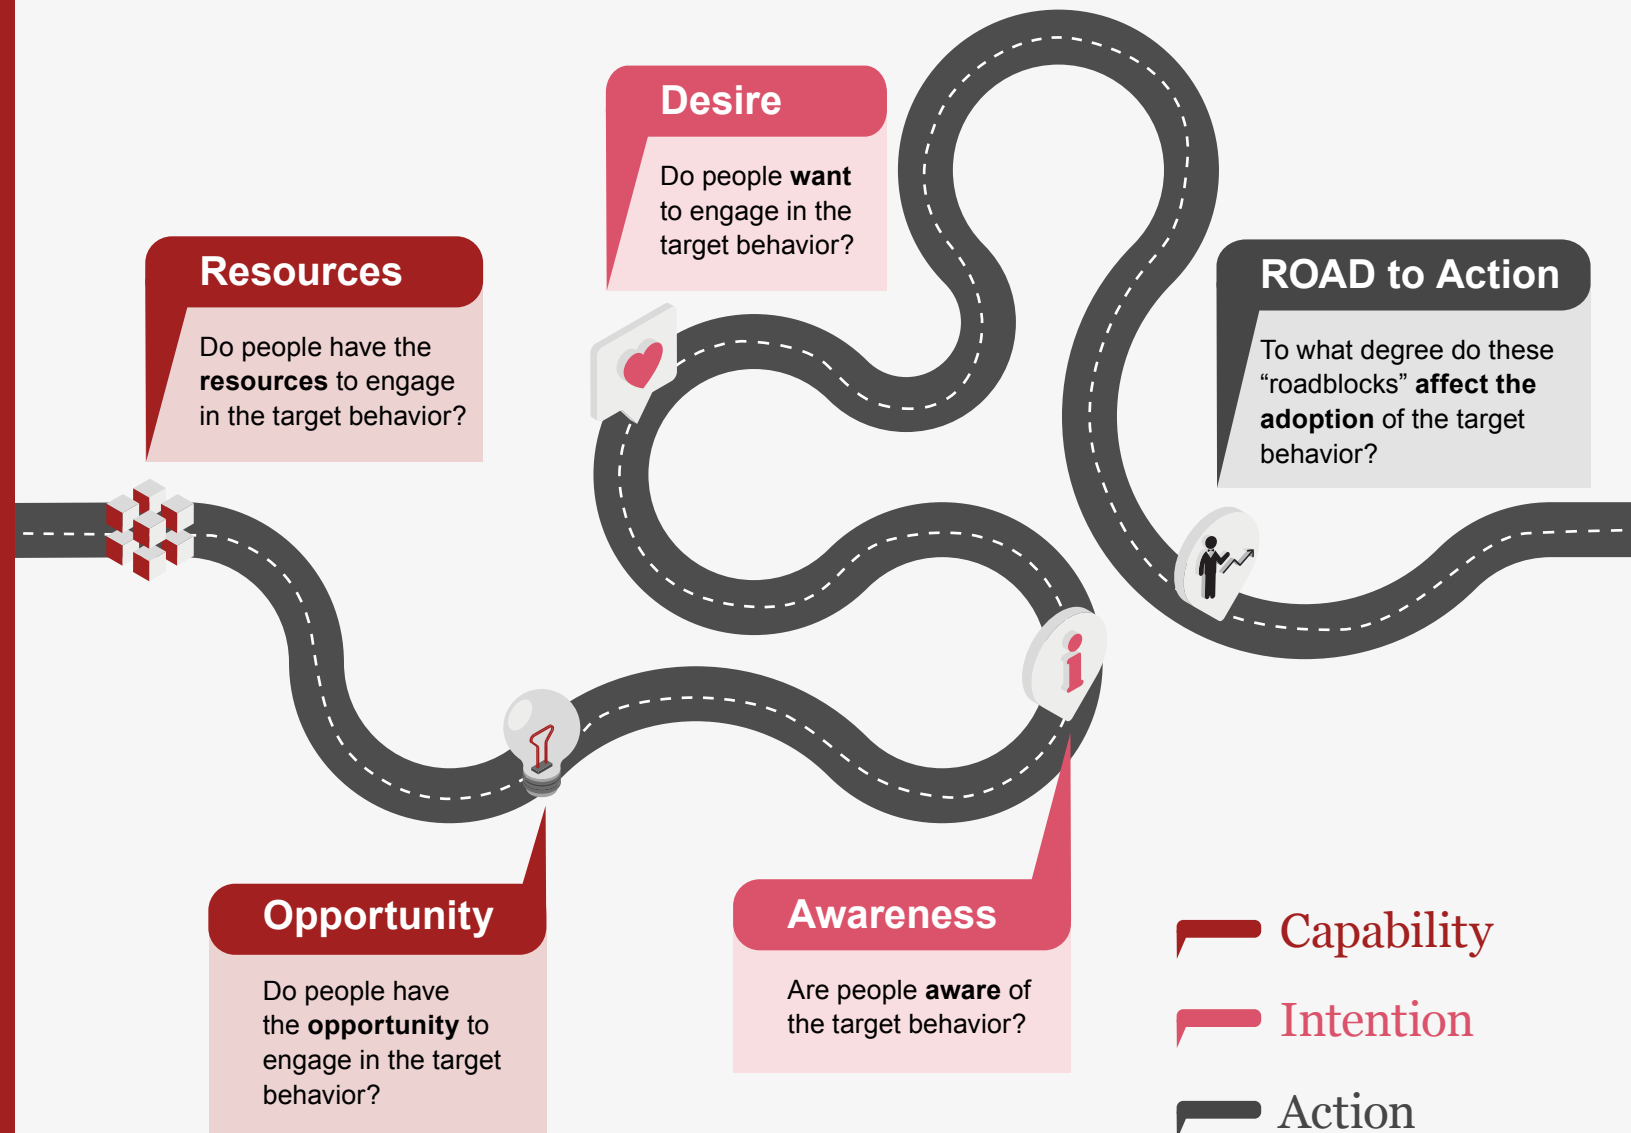 Resources
Do people have the
resources to engage
in the target behavior?
Opportunity
Do people have
the opportunity to
engage in the target
behavior?
Awareness
Are people aware of
the target behavior?
Desire
Do people want
to engage in the
target behavior?
ROAD to Action
To what degree do these
“roadblocks” affect the
adoption of the target
behavior?
Capability
Intention
Action